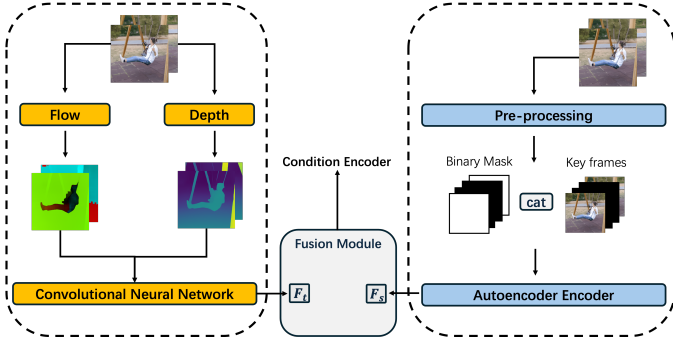 Flow
Depth
Convolutional Neural Network
Condition Encoder
Fusion Module
F_t
F_s
Pre-processing
Binary Mask
Key frames
cat
Autoencoder Encoder